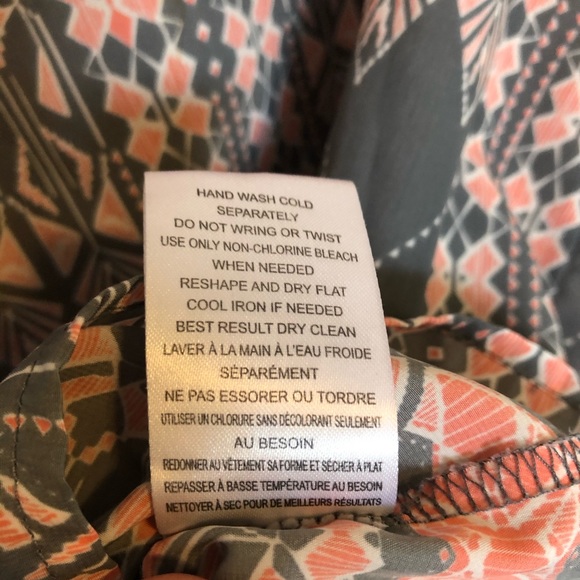 HAND WASH COLD
SEPARATELY
DO NOT WRING OR TWIST
USE ONLY NON-CHLORINE BLEACH
WHEN NEEDED
RESHAPE AND DRY FLAT
COOL IRON IF NEEDED
BEST RESULT DRY CLEAN
LAVER À LA MAIN À L'EAU FROIDE
SÉPARÉMENT
NE PAS ESSORER OU TORDRE
UTILISER UN CHLORURE SANS DÉCOLORANT SEULEMENT
AU BESOIN
REDONNER AU VÊTEMENT SA FORME ET SÉCHER À PLAT
REPASSER À BASSE TEMPÉRATURE AU BESOIN
NETTOYER À SEC POUR DE MEILLEURS RÉSULTATS